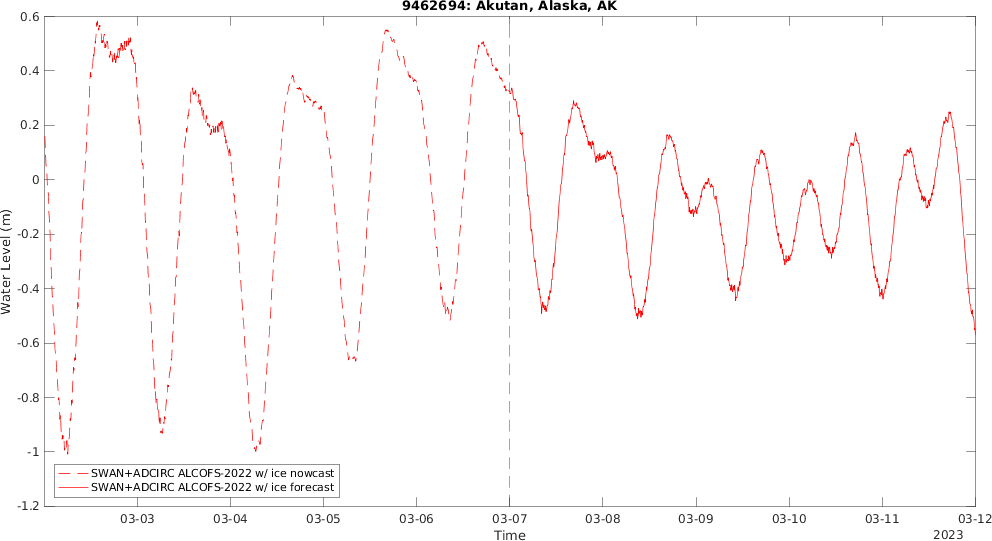 9462694: Akutan, Alaska, AK
Water Level (m)
0.6
0.4
0.2
0
-0.2
-0.4
-0.6
-0.8
-1
-1.2
SWAN+ADCIRC ALCOFS-2022 w/ ice nowcast
SWAN+ADCIRC ALCOFS-2022 w/ ice forecast
03-03 03-04 03-05 03-06 03-07 03-08 03-09 03-10 03-11 03-12
Time
2023